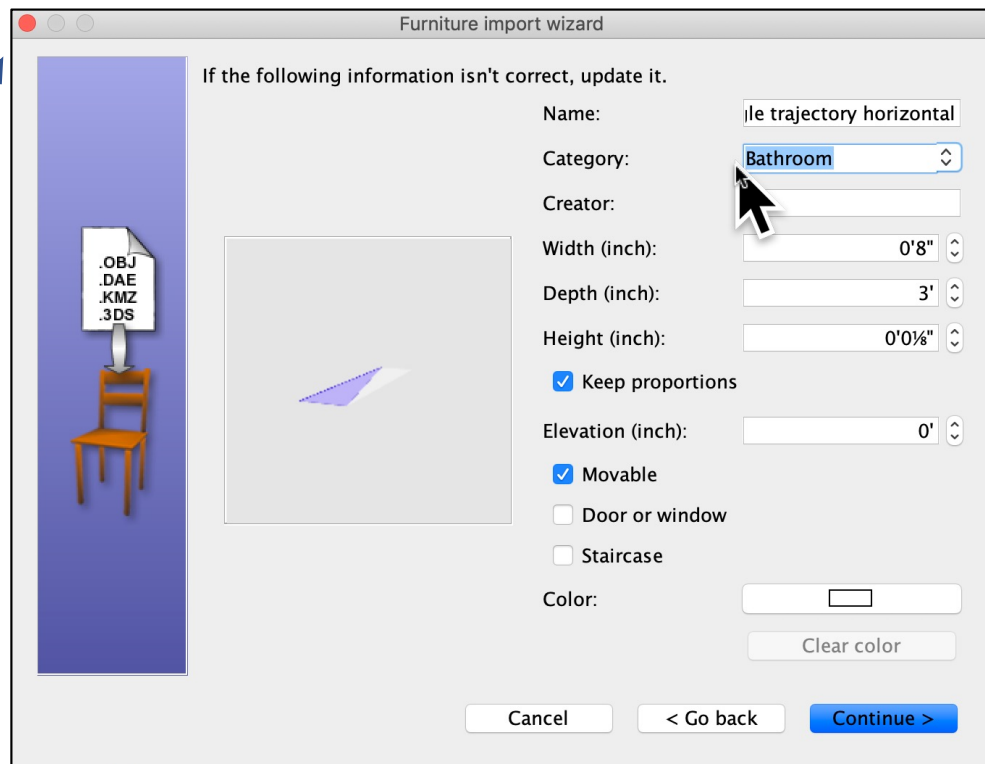 Furniture import wizard
If the following information isn't correct, update it.
.OBJ
.DAE
.KMZ
.3DS
Name: trajectory horizontal
Category: Bathroom
Creator:
Width (inch): 0'8"
Depth (inch): 3'
Height (inch): 0'0⅛"
Keep proportions
Elevation (inch): 0'
Movable
Door or window
Staircase
Color:
Clear color
Cancel < Go back Continue >